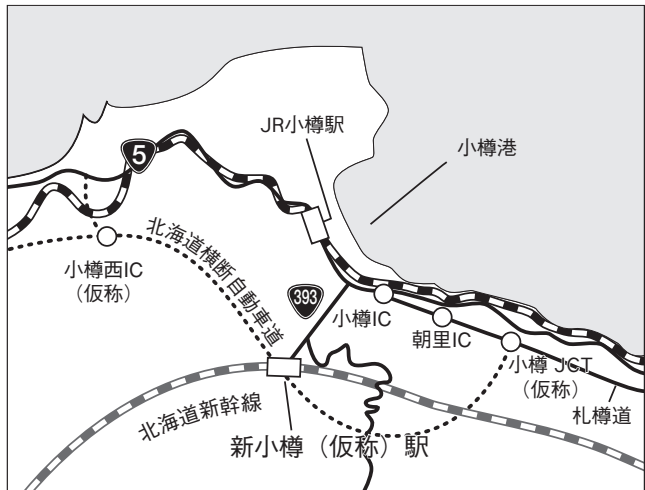 JR小樽駅
小樽港
5
北海道横断自動車道
小樽西IC
（仮称）
393
小樽IC
朝里IC
小樽 JCT
（仮称）
札樽道
北海道新幹線
新小樽（仮称）駅